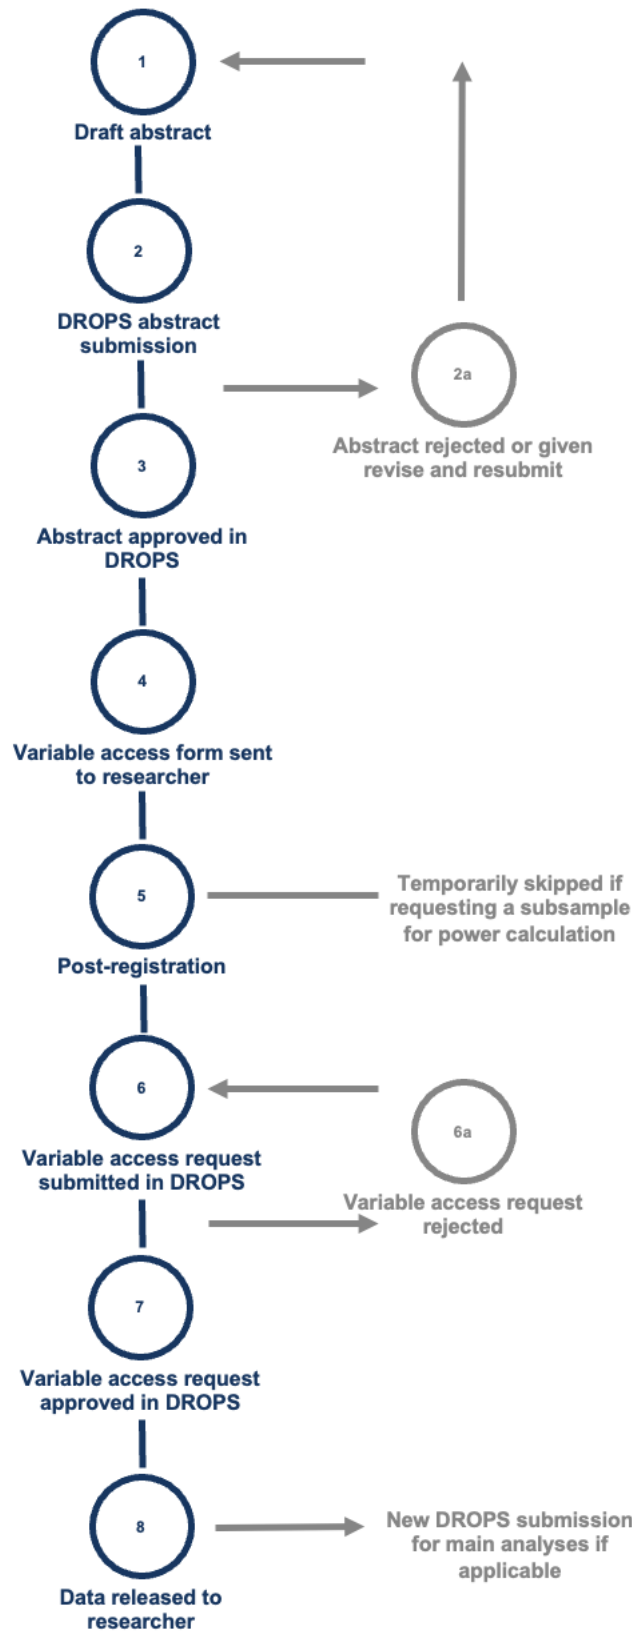 1
Draft abstract
2
DROPS abstract
submission
2a
Abstract rejected or given
revise and resubmit
3
Abstract approved in
DROPS
4
Variable access form sent
to researcher
5
Post-registration
Temporarily skipped if
requesting a subsample
for power calculation
6
Variable access request
submitted in DROPS
6a
Variable access request
rejected
7
Variable access request
approved in DROPS
8
Data released to
researcher
New DROPS submission
for main analyses if
applicable